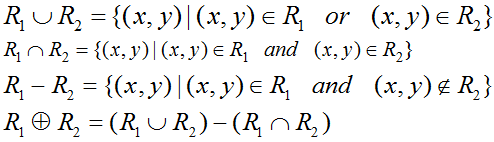 R₁ ∪ R₂ = {(x, y) | (x, y) ∈ R₁ or (x, y) ∈ R₂}
R₁ ∩ R₂ = {(x, y) | (x, y) ∈ R₁ and (x, y) ∈ R₂}
R₁ − R₂ = {(x, y) | (x, y) ∈ R₁ and (x, y) ∉ R₂}
R₁ ⊕ R₂ = (R₁ ∪ R₂) − (R₁ ∩ R₂)